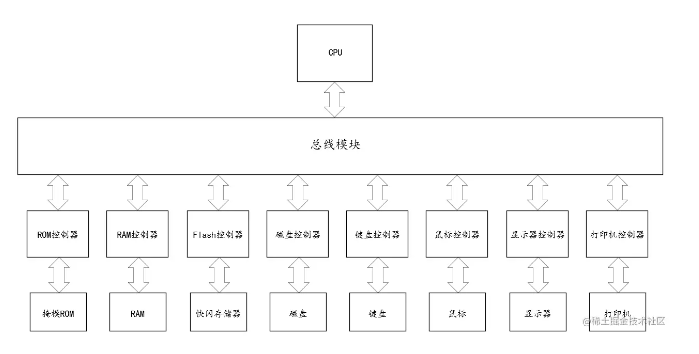 CPU
总线模块
ROM控制器 RAM控制器 Flash控制器 磁盘控制器 键盘控制器 鼠标控制器 显示器控制器 打印机控制器
掩模ROM RAM 快闪存储器 磁盘 键盘 鼠标 显示器 打印机
@稀土掘金技术社区